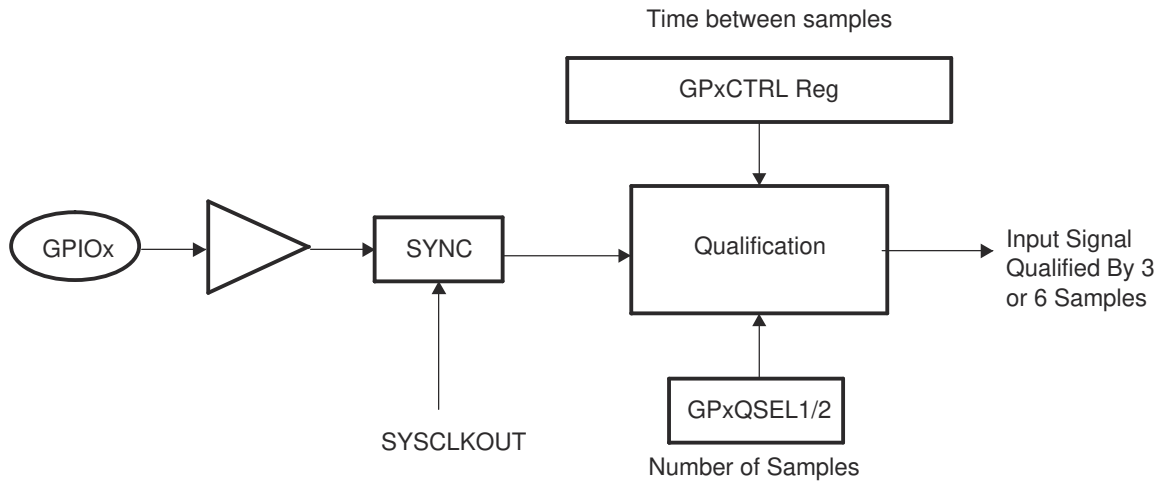 Time between samples
GPxCTRL Reg
GPIOx
SYNC
Qualification
Input Signal
Qualified By 3
or 6 Samples
GPxQSEL1/2
SYSCLKOUT
Number of Samples